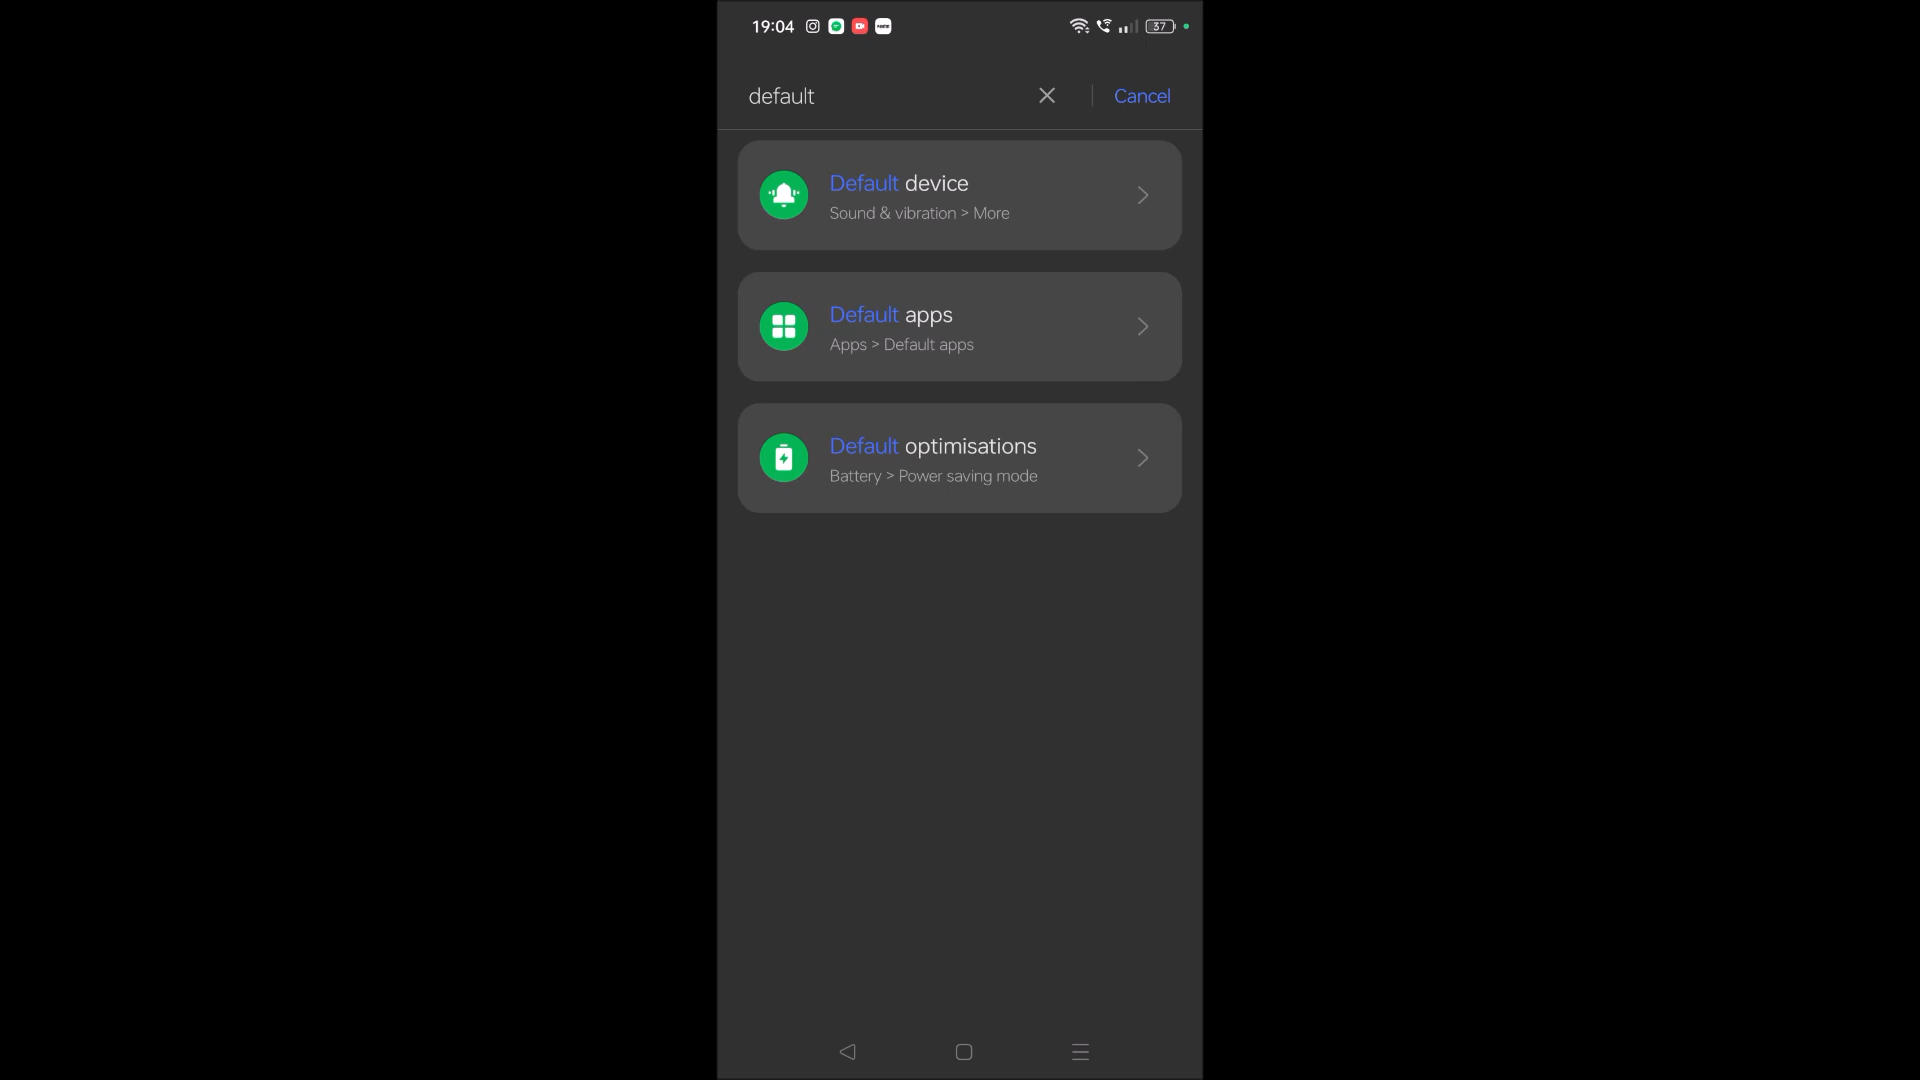 19:04
37
default
Cancel
Default device
Sound & vibration > More
Default apps
Apps > Default apps
Default optimisations
Battery > Power saving mode